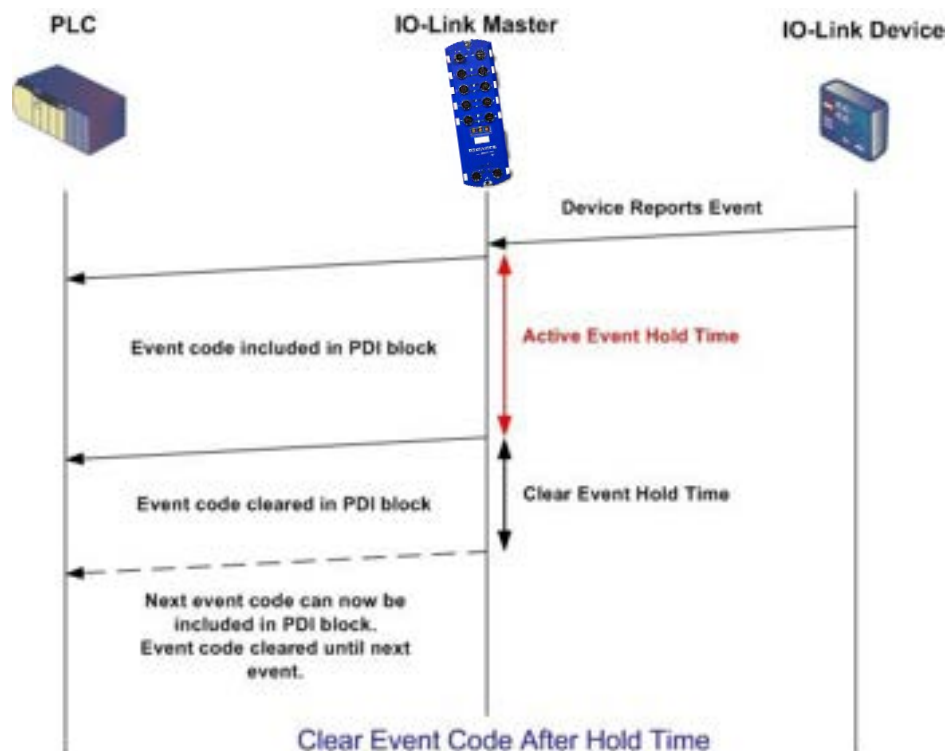 PLC
IO-Link Master
IO-Link Device
Device Reports Event
Event code included in PDI block
Active Event Hold Time
Event code cleared in PDI block
Clear Event Hold Time
Next event code can now be
included in PDI block.
Event code cleared until next
event.
Clear Event Code After Hold Time